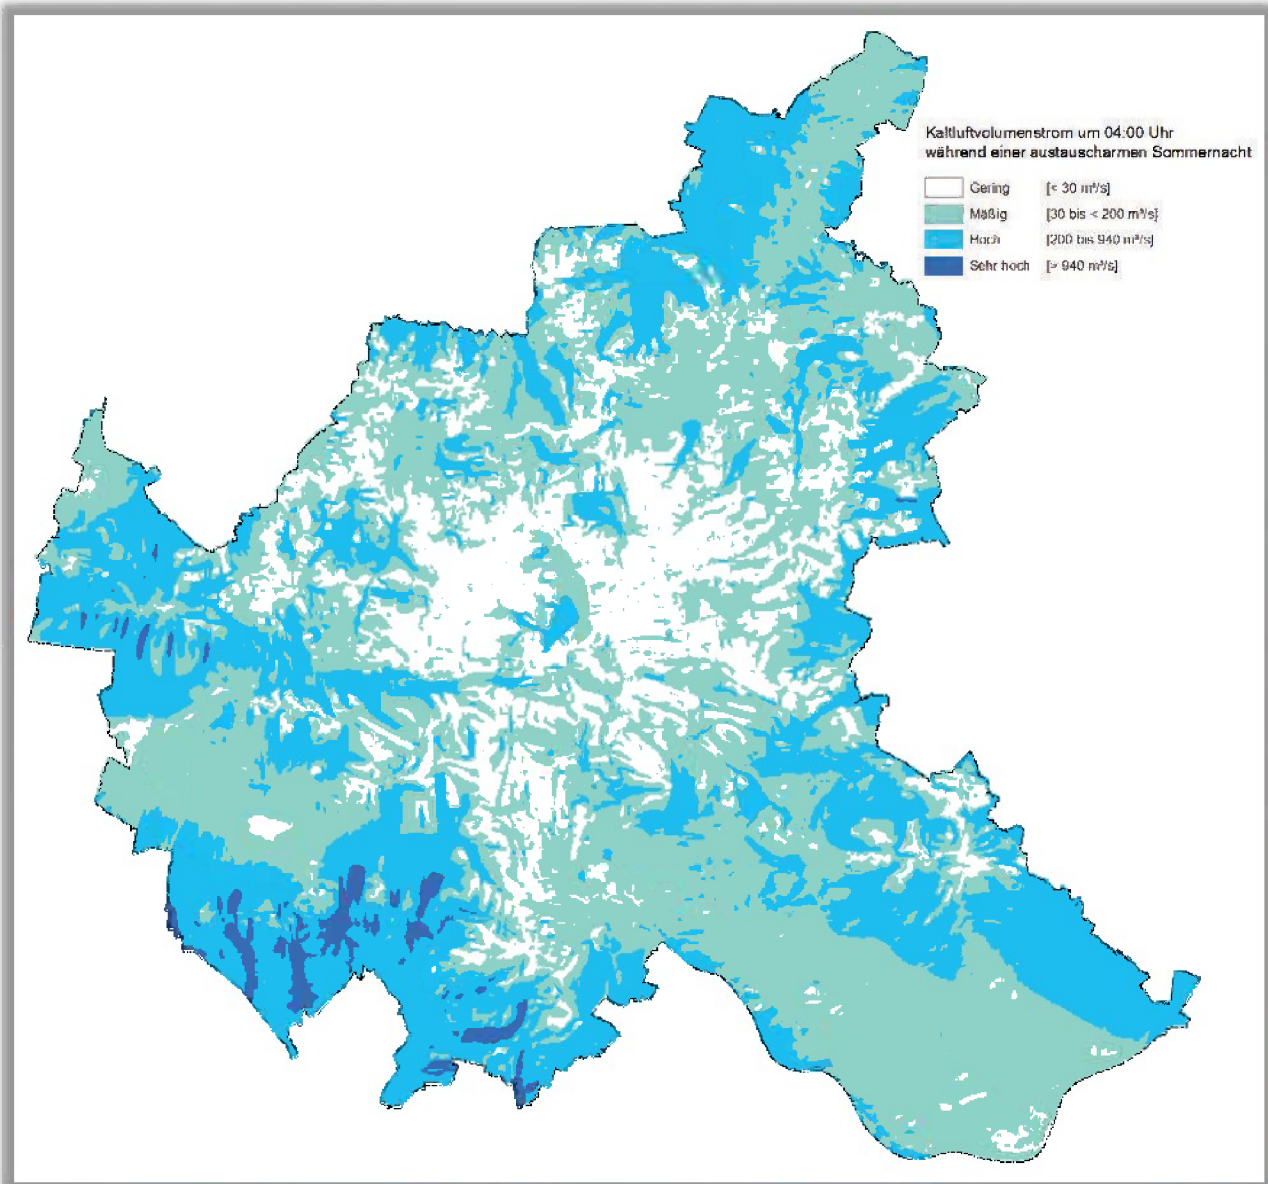 Kaltluftvolumenstrom um 04:00 Uhr
während einer austauscharmen Sommernacht
Gering [< 30 m³/s]
Mäßig [30 bis < 200 m³/s]
Hoch [200 bis 940 m³/s]
Sehr hoch [> 940 m³/s]